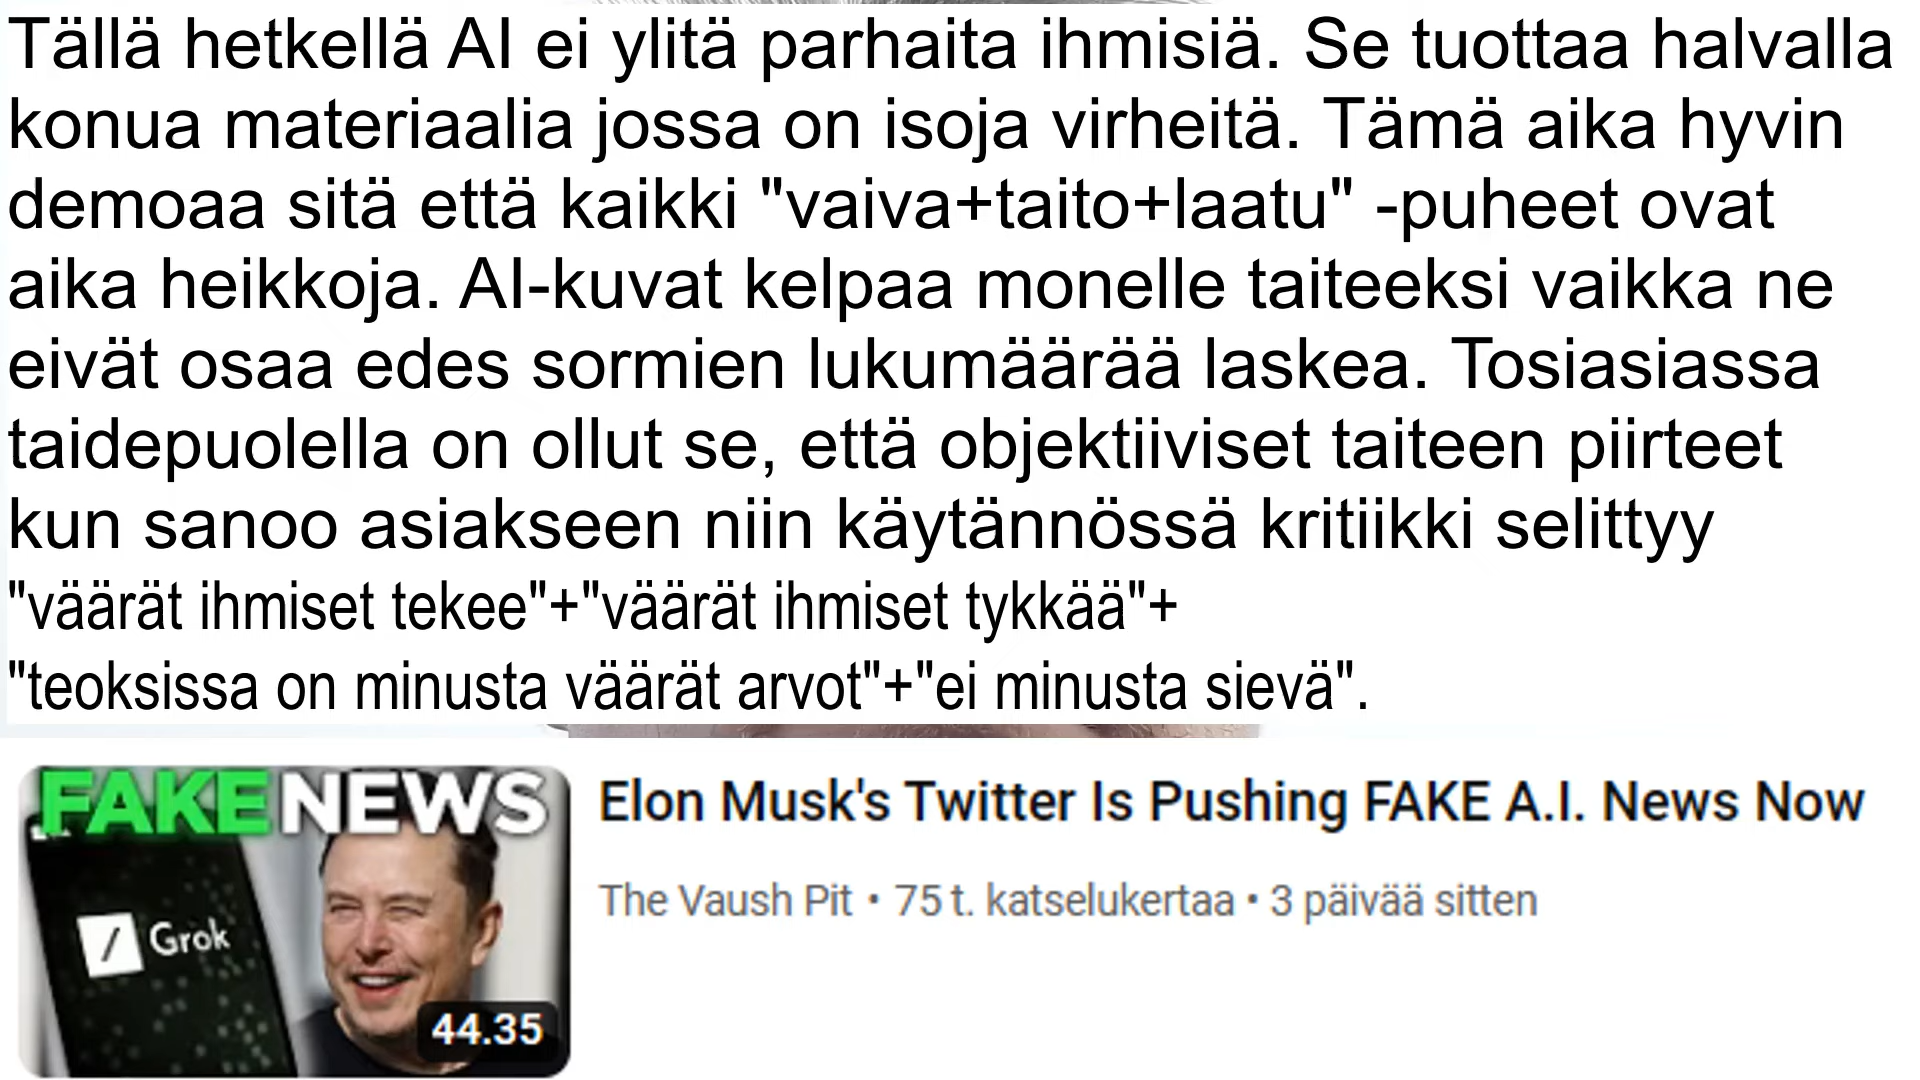 Tällä hetkellä AI ei ylitä parhaita ihmisiä. Se tuottaa halvalla
konua materiaalia jossa on isoja virheitä. Tämä aika hyvin
demoaa sitä että kaikki "vaiva+taito+laatu" -puheet ovat
aika heikkoja. AI-kuvat kelpaa monelle taiteeksi vaikka ne
eivät osaa edes sormien lukumäärää laskea. Tosiasiassa
taidepuolella on ollut se, että objektiiviset taiteen piirteet
kun sanoo asiakseen niin käytännössä kritiikki selittyy
"väärät ihmiset tekee"+"väärät ihmiset tykkää"+
"teoksissa on minusta väärät arvot"+"ei minusta sievä".
FAKE NEWS
Grok
44.35
Elon Musk's Twitter Is Pushing FAKE A.I. News Now
The Vaush Pit • 75 t. katselukertaa • 3 päivää sitten